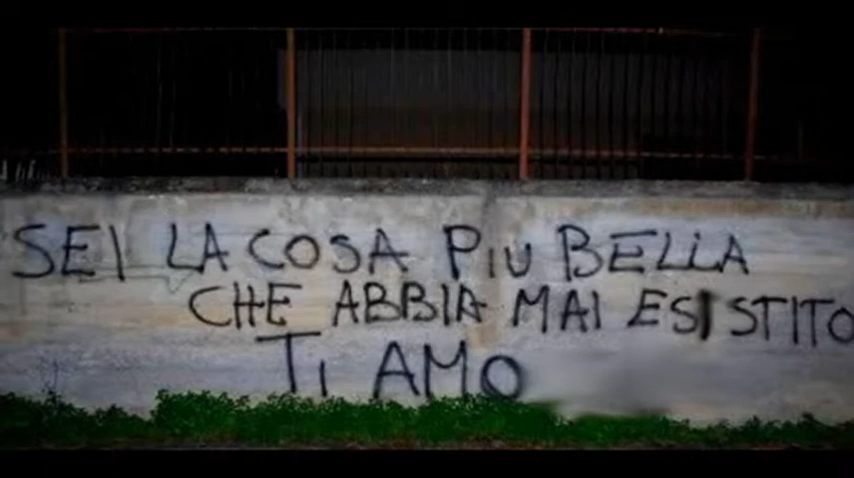 SEI LA COSA PIU BELLA
CHE ABBIA MAI ESISTITO
TI AMO